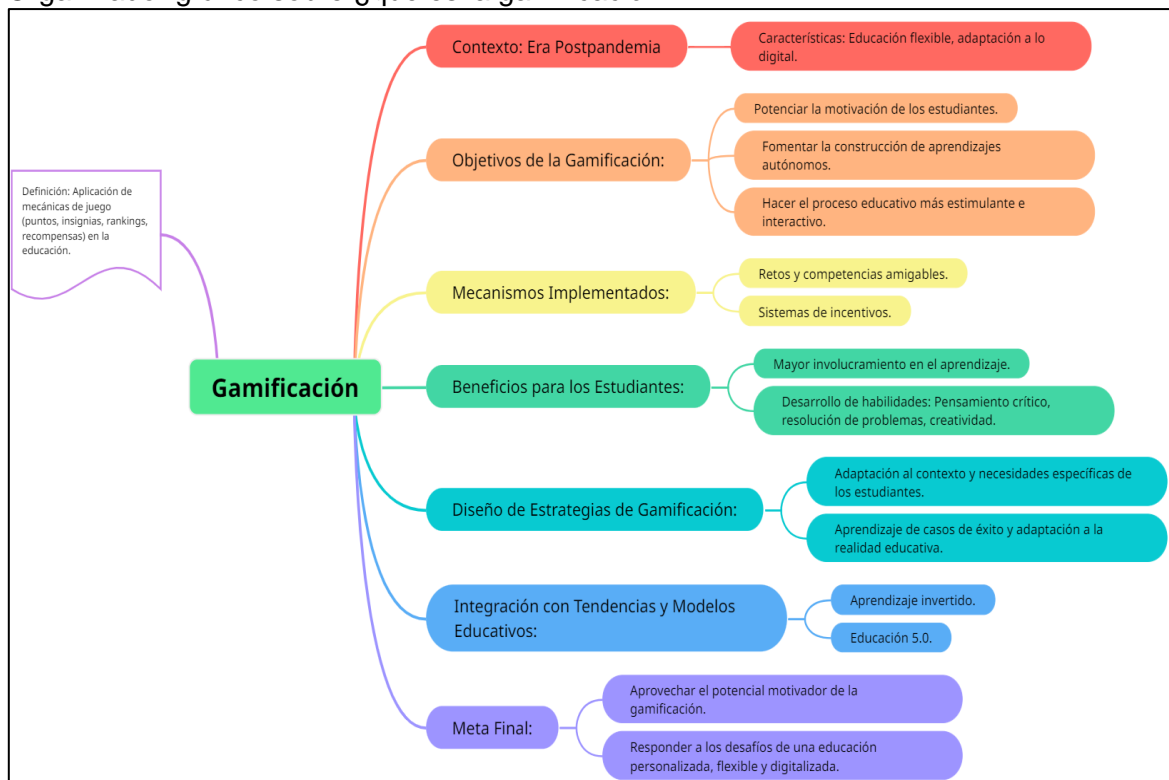 Contexto: Era Postpandemia
Características: Educación flexible, adaptación a lo
digital.
Potenciar la motivación de los estudiantes.
Objetivos de la Gamificación:
Fomentar la construcción de aprendizajes
autónomos.
Hacer el proceso educativo más estimulante e
interactivo.
Definición: Aplicación de
mecánicas de juego
(puntos, insignias, rankings,
recompensas) en la
educación.
Mecanismos Implementados:
Retos y competencias amigables.
Sistemas de incentivos.
Gamificación
Beneficios para los Estudiantes:
Mayor involucramiento en el aprendizaje.
Desarrollo de habilidades: Pensamiento crítico,
resolución de problemas, creatividad.
Diseño de Estrategias de Gamificación:
Adaptación al contexto y necesidades específicas de
los estudiantes.
Aprendizaje de casos de éxito y adaptación a la
realidad educativa.
Integración con Tendencias y Modelos
Educativos:
Aprendizaje invertido.
Educación 5.0.
Meta Final:
Aprovechar el potencial motivador de la
gamificación.
Responder a los desafíos de una educación
personalizada, flexible y digitalizada.